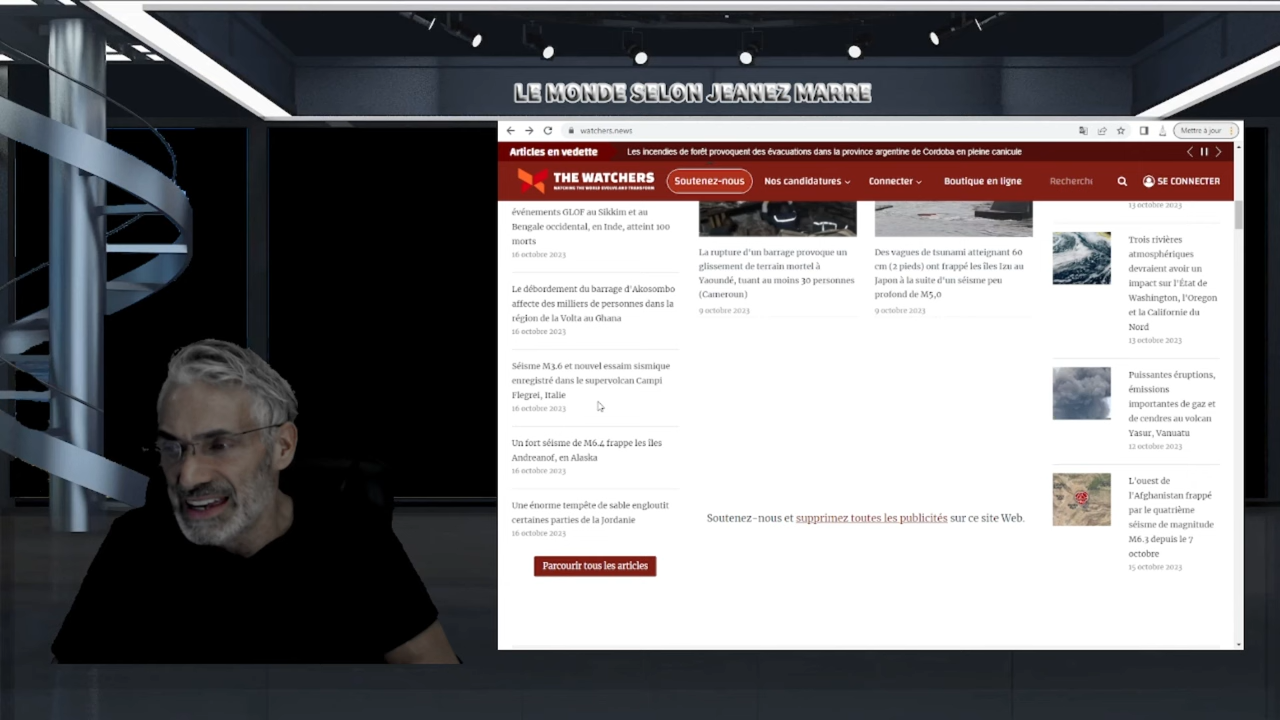 LE MONDE SELON JEANEZ MARRE
watchers.news
Mettre à jour
Articles en vedette
Les incendies de forêt provoquent des évacuations dans la province argentine de Cordoba en pleine canicule
THE WATCHERS
WATCHING THE WORLD EVOLVE AND TRANSFORM
Soutenez-nous
Nos candidatures
Connecter
Boutique en ligne
Recherche
SE CONNECTER
événements GLOF au Sikkim et au
Bengale occidental, en Inde, atteint 100
morts
16 octobre 2023
Le débordement du barrage d'Akosombo
affecte des milliers de personnes dans la
région de la Volta au Ghana
16 octobre 2023
Séisme M3.6 et nouvel essaim sismique
enregistré dans le supervolcan Campi
Flegrei, Italie
16 octobre 2023
Un fort séisme de M6.4 frappe les îles
Andreanof, en Alaska
16 octobre 2023
Une énorme tempête de sable engloutit
certaines parties de la Jordanie
16 octobre 2023
Parcourir tous les articles
La rupture d'un barrage provoque un
glissement de terrain mortel à
Yaoundé, tuant au moins 30 personnes
(Cameroun)
9 octobre 2023
Des vagues de tsunami atteignant 60
cm (2 pieds) ont frappé les îles Izu au
Japon à la suite d'un séisme peu
profond de M5,0
9 octobre 2023
Soutenez-nous et supprimez toutes les publicités sur ce site Web.
13 octobre 2023
Trois rivières
atmosphériques
devraient avoir un
impact sur l'État de
Washington, l'Oregon
et la Californie du
Nord
13 octobre 2023
Puissantes éruptions,
émissions
importantes de gaz et
de cendres au volcan
Yasur, Vanuatu
12 octobre 2023
L'ouest de
l'Afghanistan frappé
par le quatrième
séisme de magnitude
M6.3 depuis le 7
octobre
15 octobre 2023